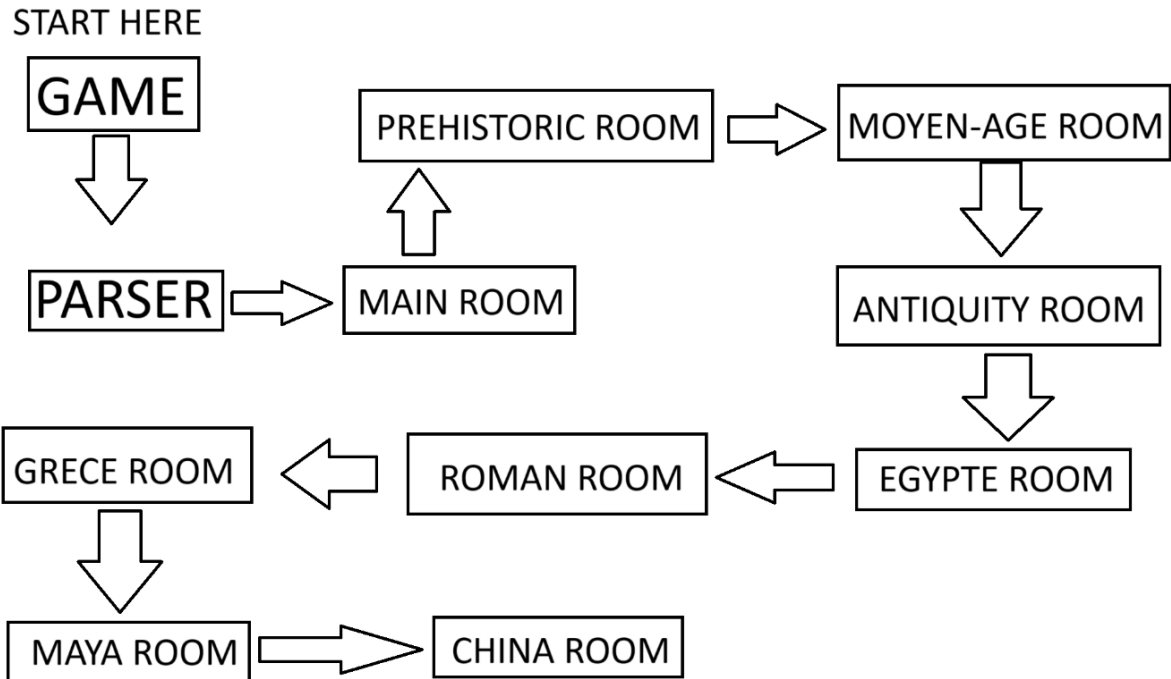 START HERE
GAME
PREHISTORIC ROOM
MOYEN-AGE ROOM
PARSER
MAIN ROOM
ANTIQUITY ROOM
GRECE ROOM
ROMAN ROOM
EGYPTE ROOM
MAYA ROOM
CHINA ROOM